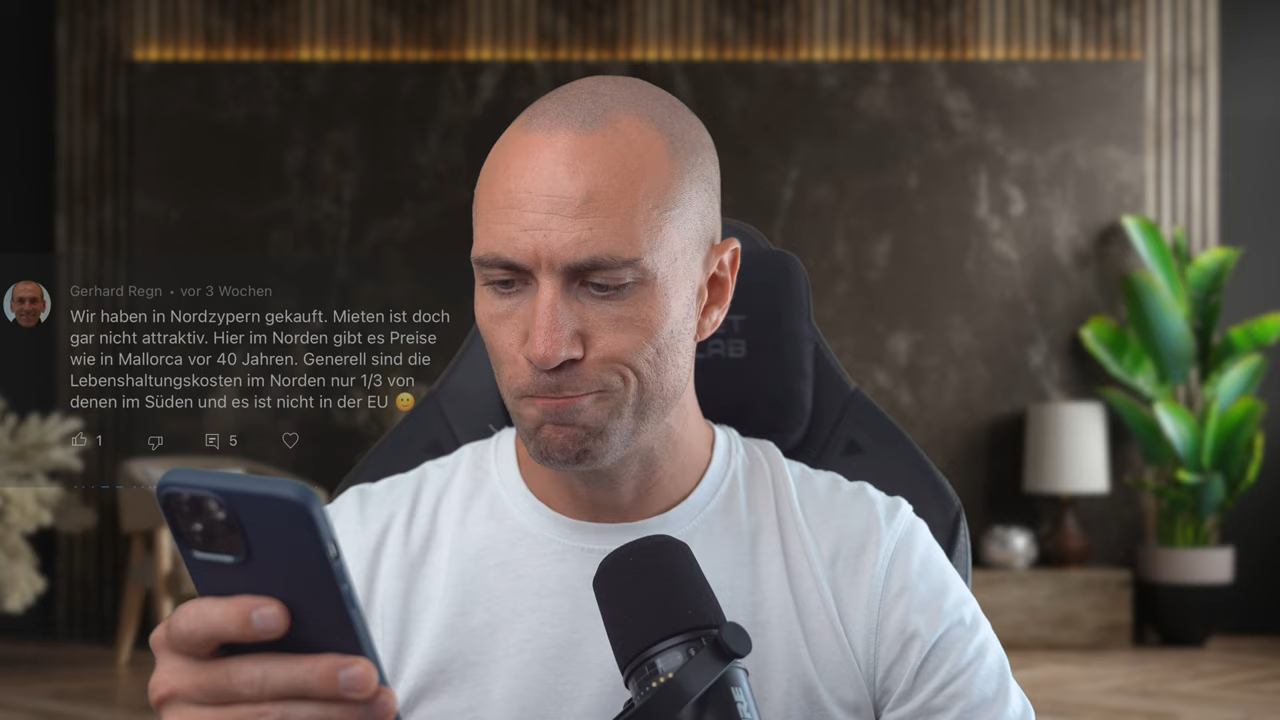 Gerhard Regn • vor 3 Wochen
Wir haben in Nordzypern gekauft. Mieten ist doch
gar nicht attraktiv. Hier im Norden gibt es Preise
wie in Mallorca vor 40 Jahren. Generell sind die
Lebenshaltungskosten im Norden nur 1/3 von
denen im Süden und es ist nicht in der EU 🙂
1 5